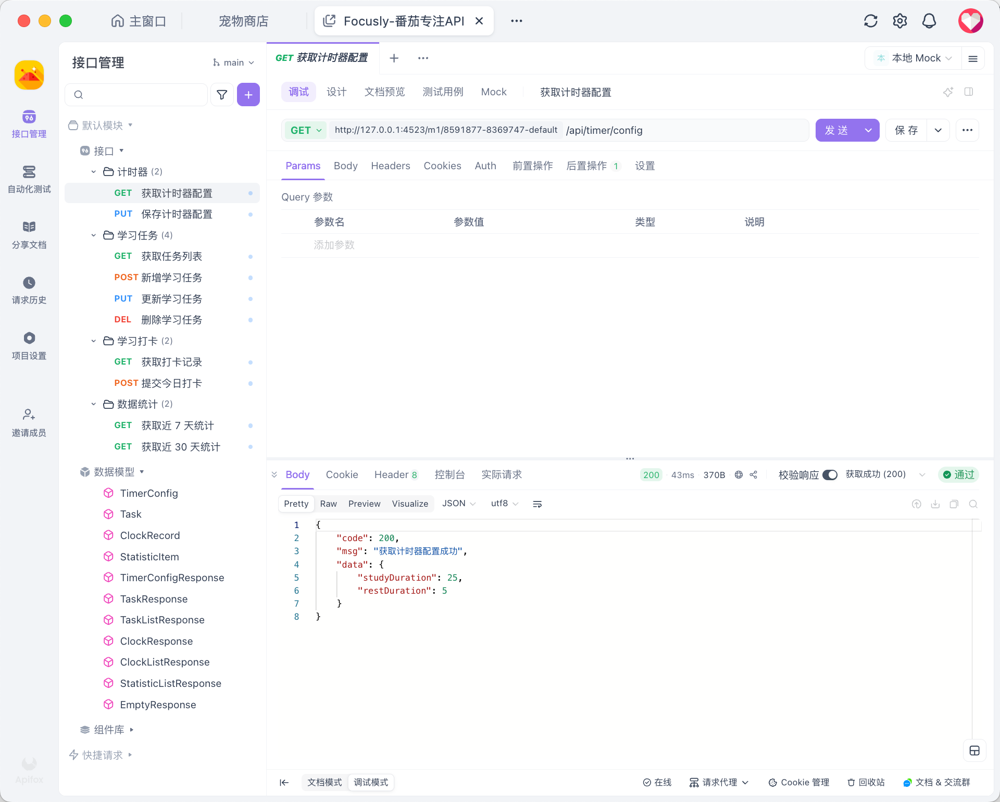 主窗口
宠物商店
Focusly-番茄专注API
接口管理
main
GET 获取计时器配置
本 本地 Mock
调试 设计 文档预览 测试用例 Mock 获取计时器配置
GET http://127.0.0.1:4523/m1/8591877-8369747-default /api/timer/config
发送 保存
Params Body Headers Cookies Auth 前置操作 后置操作 1 设置
Query 参数
参数名 参数值 类型 说明
添加参数
接口管理
自动化测试
分享文档
请求历史
项目设置
邀请成员
Apifox
默认模块
接口
计时器 (2)
GET 获取计时器配置
PUT 保存计时器配置
学习任务 (4)
GET 获取任务列表
POST 新增学习任务
PUT 更新学习任务
DEL 删除学习任务
学习打卡 (2)
GET 获取打卡记录
POST 提交今日打卡
数据统计 (2)
GET 获取近 7 天统计
GET 获取近 30 天统计
数据模型
TimerConfig
Task
ClockRecord
StatisticItem
TimerConfigResponse
TaskResponse
TaskListResponse
ClockResponse
ClockListResponse
StatisticListResponse
EmptyResponse
组件库
快捷请求
Body Cookie Header 8 控制台 实际请求
200 43ms 370B 校验响应 获取成功 (200) 通过
Pretty Raw Preview Visualize JSON utf8
1 {
2 "code": 200,
3 "msg": "获取计时器配置成功",
4 "data": {
5 "studyDuration": 25,
6 "restDuration": 5
7 }
8 }
文档模式 调试模式
在线 请求代理 Cookie 管理 回收站 文档 & 交流群